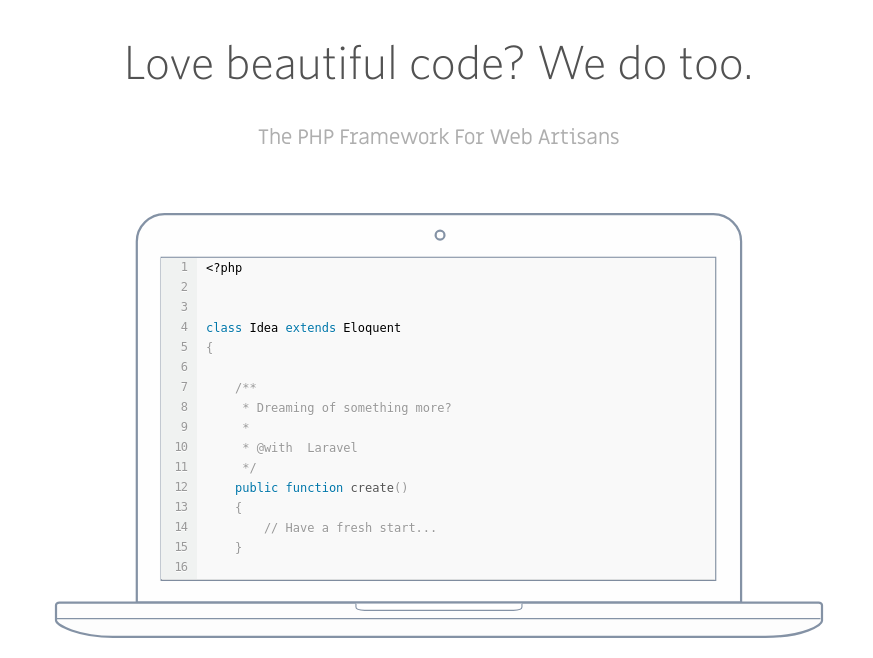 Love beautiful code? We do too.
The PHP Framework For Web Artisans
1 <?php
2
3
4 class Idea extends Eloquent
5 {
6
7     /**
8      * Dreaming of something more?
9      *
10      * @with  Laravel
11      */
12     public function create()
13     {
14         // Have a fresh start...
15     }
16